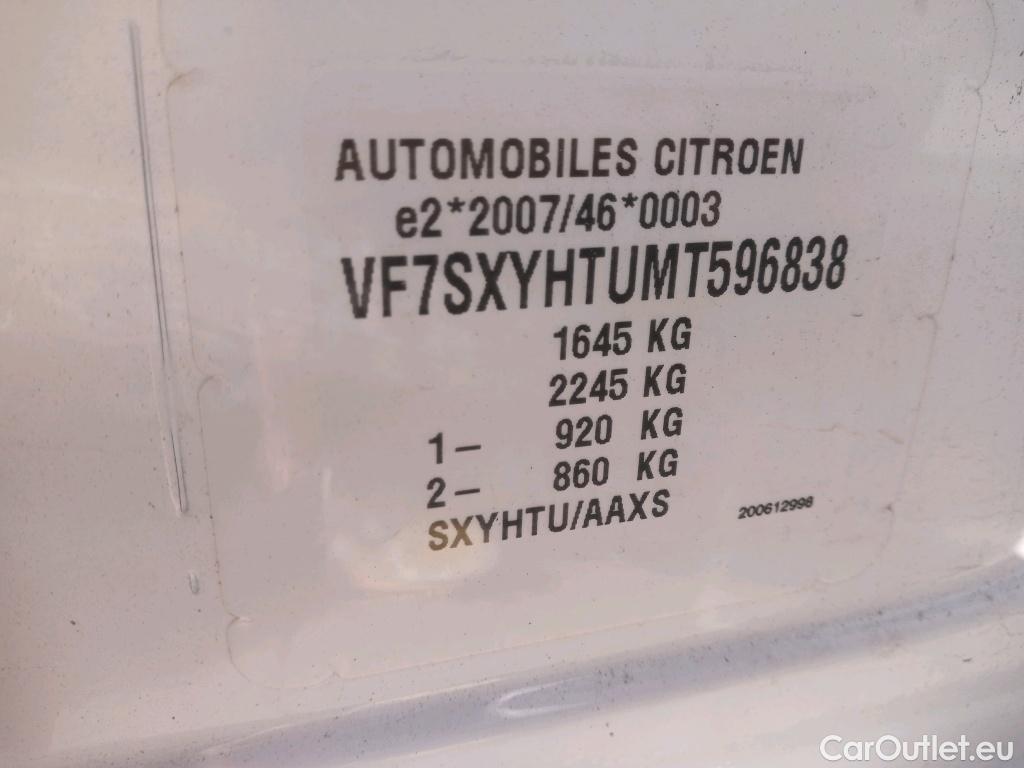 AUTOMOBILES CITROEN
e2*2007/46*0003
VF7SXYHTUMT596838
1645 KG
2245 KG
1- 920 KG
2- 860 KG
SXYHTU/AAXS
200612998
CarOutlet.eu